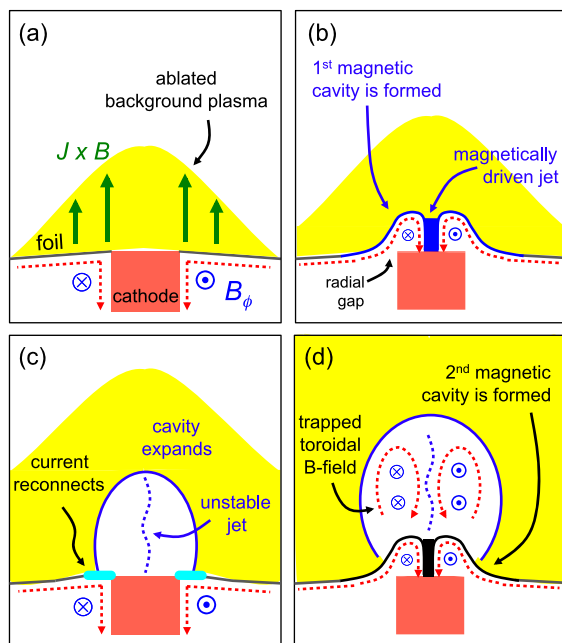 (a)
ablated
background plasma
J x B
foil
cathode
B_ϕ
(b)
1st magnetic
cavity is formed
magnetically
driven jet
radial
gap
(c)
cavity
expands
current
reconnects
unstable
jet
(d)
2nd magnetic
cavity is formed
trapped
toroidal
B-field